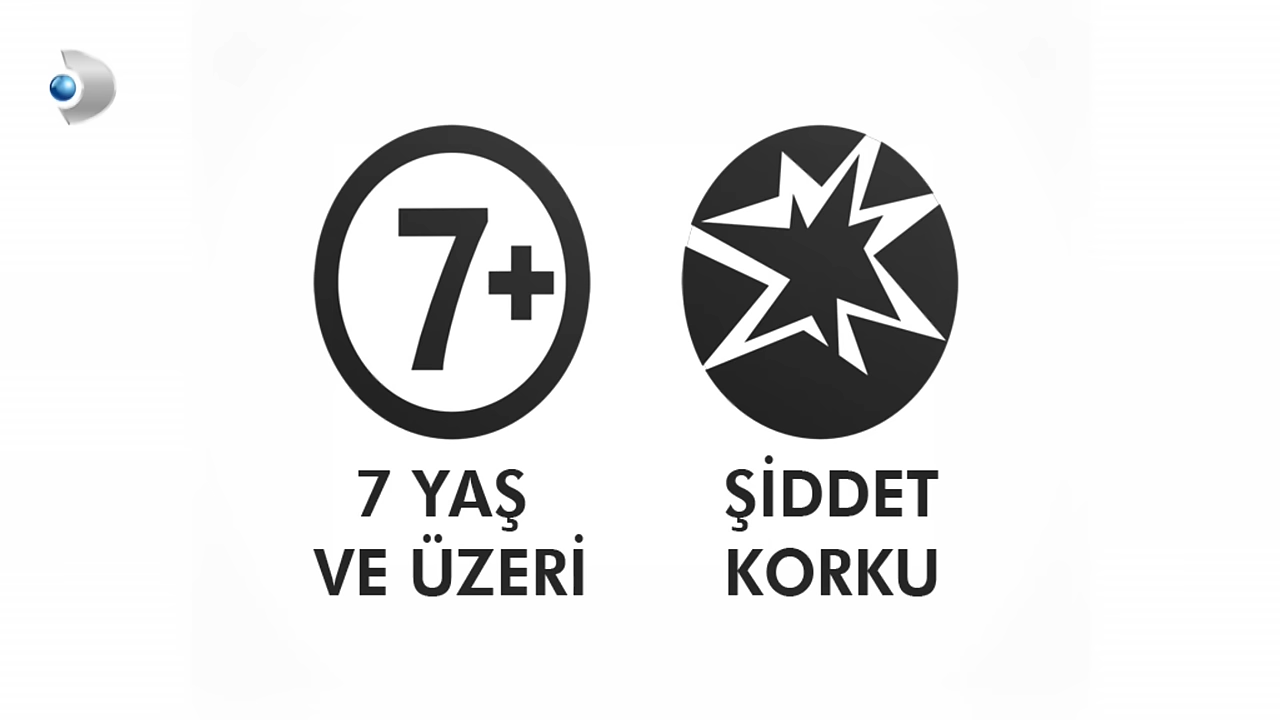 7+
7 YAŞ
VE ÜZERİ
ŞİDDET
KORKU